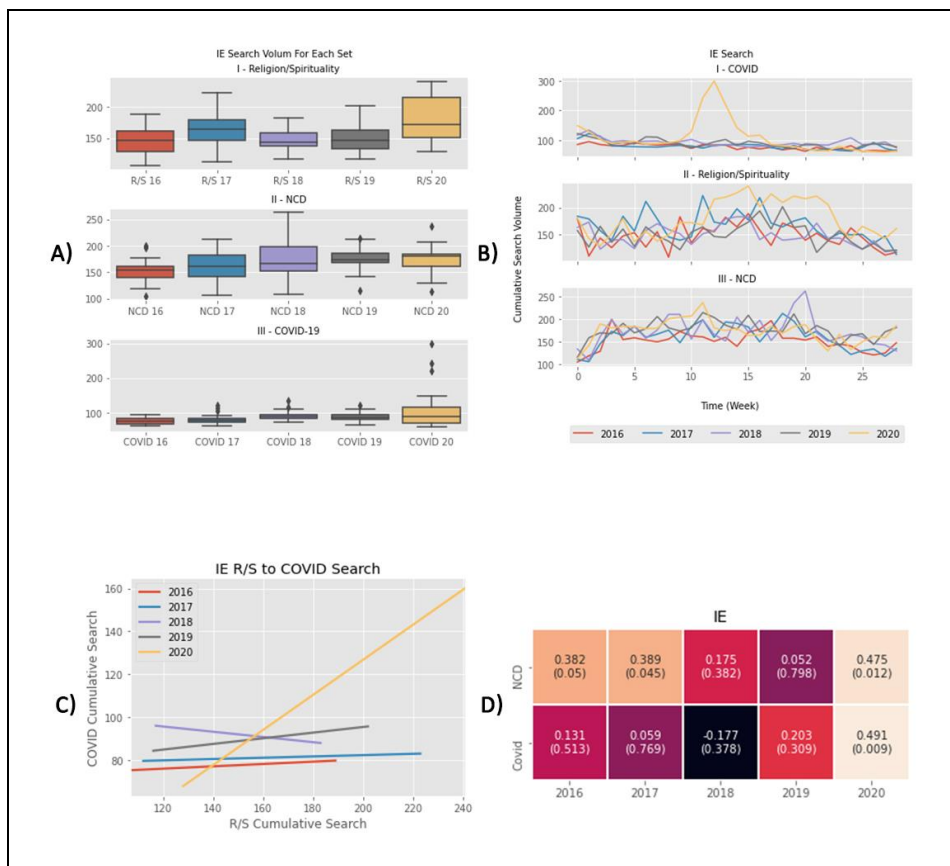 IE Search Volum For Each Set
I - Religion/Spirituality
200
150
R/S 16 R/S 17 R/S 18 R/S 19 R/S 20
II - NCD
250
200
150
100
NCD 16 NCD 17 NCD 18 NCD 19 NCD 20
III - COVID-19
300
200
100
COVID 16 COVID 17 COVID 18 COVID 19 COVID 20
A)
IE Search
I - COVID
300
200
100
II - Religion/Spirituality
200
150
III - NCD
250
200
150
100
0 5 10 15 20 25
Cumulative Search Volume
Time (Week)
2016 2017 2018 2019 2020
B)
IE R/S to COVID Search
2016
2017
2018
2019
2020
160
140
120
100
80
120 140 160 180 200 220 240
COVID Cumulative Search
R/S Cumulative Search
C)
IE
NCD
0.382 0.389 0.175 0.052 0.475
(0.05) (0.045) (0.382) (0.798) (0.012)
Covid
0.131 0.059 -0.177 0.203 0.491
(0.513) (0.769) (0.378) (0.309) (0.009)
2016 2017 2018 2019 2020
D)